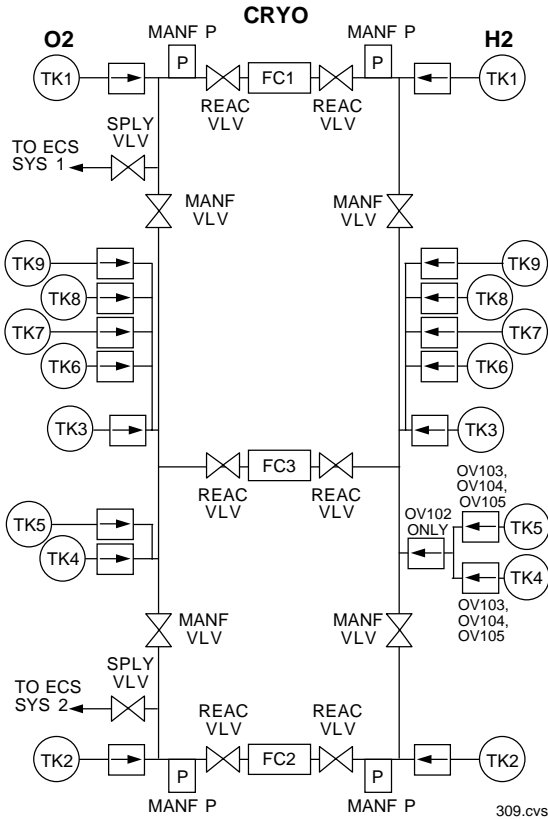 CRYO
O2
H2
MANF P
MANF P
TK1
P
FC1
P
TK1
REAC
VLV
REAC
VLV
SPLY
VLV
TO ECS
SYS 1
MANF
VLV
MANF
VLV
TK9
TK9
TK8
TK8
TK7
TK7
TK6
TK6
TK3
TK3
FC3
REAC
VLV
REAC
VLV
OV103,
OV104,
OV105
OV102
ONLY
TK5
TK5
TK4
TK4
OV103,
OV104,
OV105
MANF
VLV
MANF
VLV
SPLY
VLV
TO ECS
SYS 2
REAC
VLV
REAC
VLV
TK2
P
FC2
P
TK2
MANF P
MANF P
309.cvs